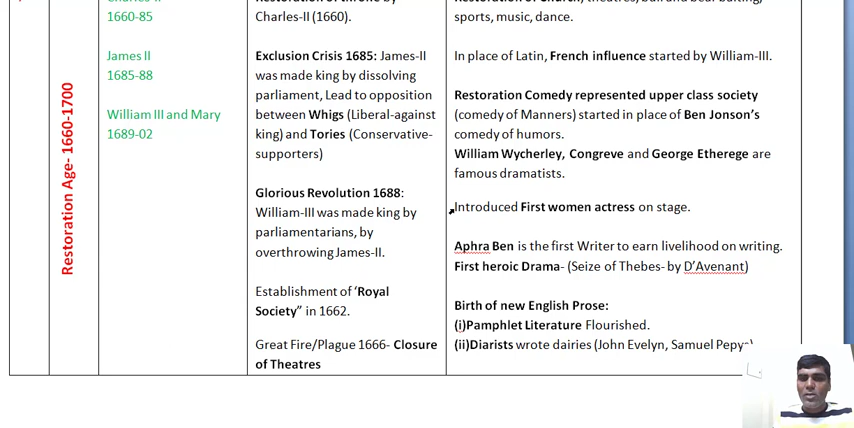 Charles-II
1660-85
James II
1685-88
William III and Mary
1689-02
Restoration Age- 1660-1700
Restoration of throne by
Charles-II (1660).
Exclusion Crisis 1685: James-II
was made king by dissolving
parliament, Lead to opposition
between Whigs (Liberal-against
king) and Tories (Conservative-
supporters)
Glorious Revolution 1688:
William-III was made king by
parliamentarians, by
overthrowing James-II.
Establishment of ‘Royal
Society” in 1662.
Great Fire/Plague 1666- Closure
of Theatres
Restoration of Church, theatres, bull and bear baiting,
sports, music, dance.
In place of Latin, French influence started by William-III.
Restoration Comedy represented upper class society
(comedy of Manners) started in place of Ben Jonson’s
comedy of humors.
William Wycherley, Congreve and George Etherege are
famous dramatists.
Introduced First women actress on stage.
Aphra Ben is the first Writer to earn livelihood on writing.
First heroic Drama- (Seize of Thebes- by D’Avenant)
Birth of new English Prose:
(i)Pamphlet Literature Flourished.
(ii)Diarists wrote dairies (John Evelyn, Samuel Pepys)